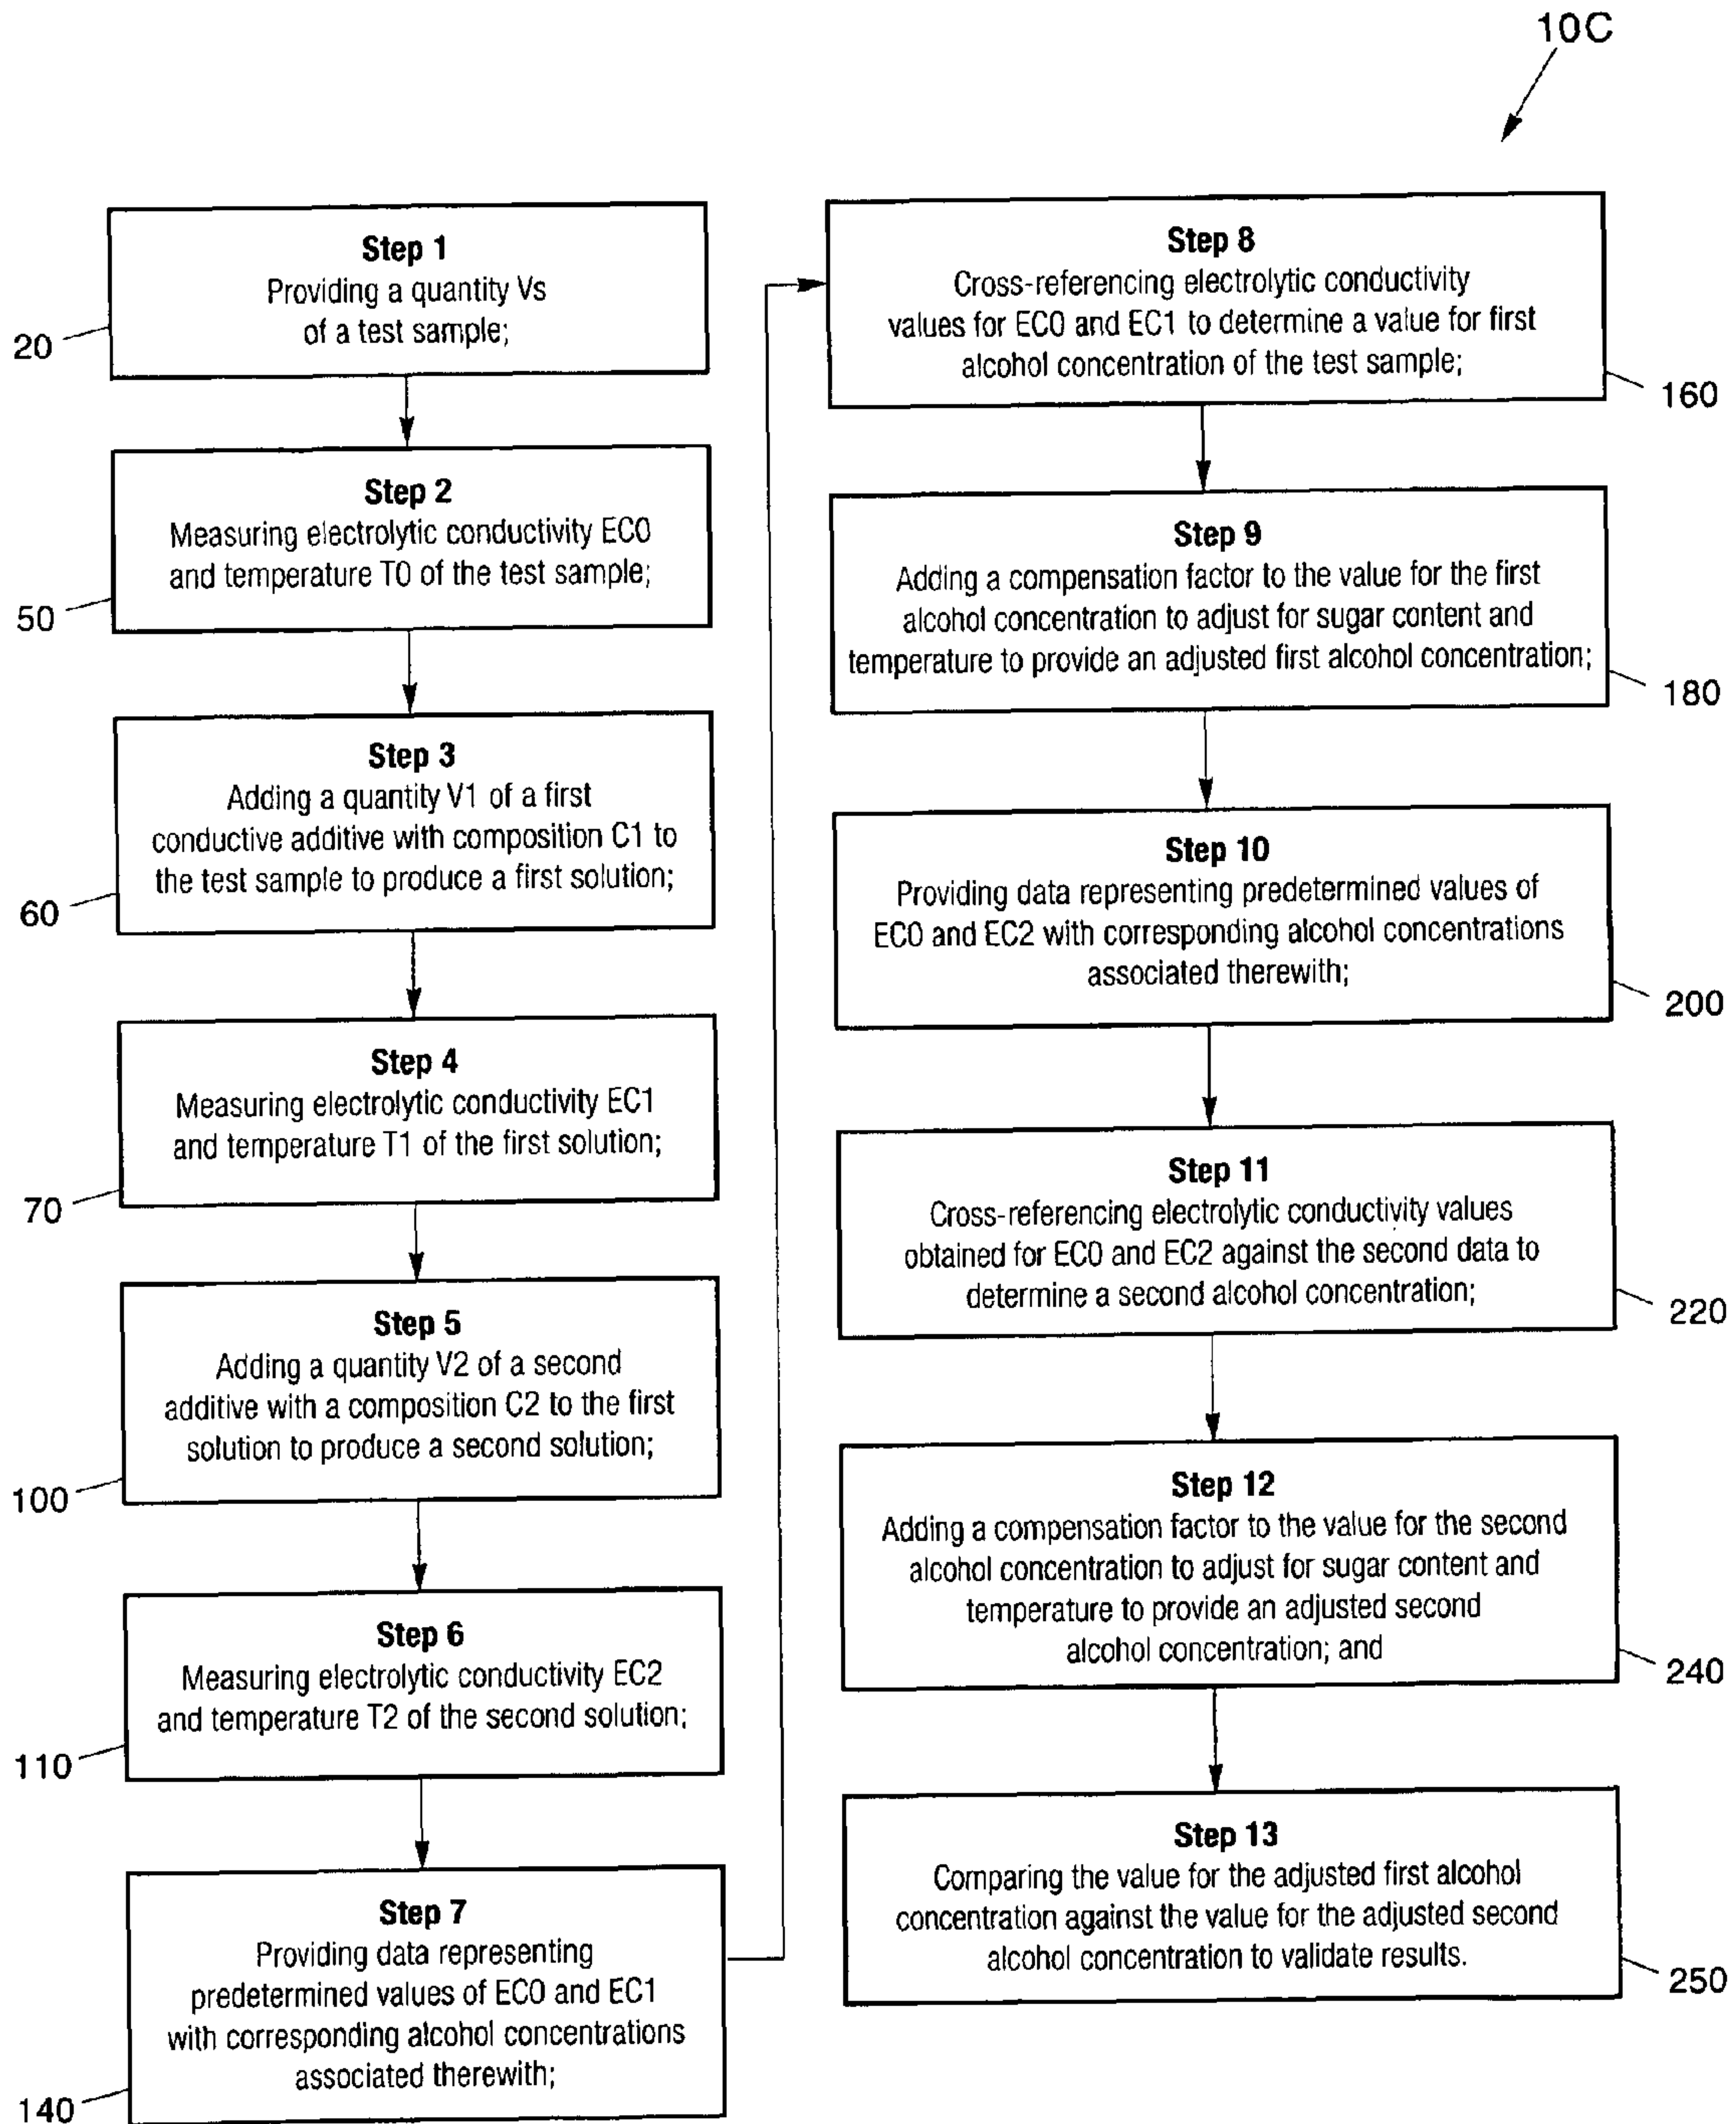 10C
Step 1
Providing a quantity Vs
of a test sample;
20
Step 2
Measuring electrolytic conductivity EC0
and temperature T0 of the test sample;
50
Step 3
Adding a quantity V1 of a first
conductive additive with composition C1 to
the test sample to produce a first solution;
60
Step 4
Measuring electrolytic conductivity EC1
and temperature T1 of the first solution;
70
Step 5
Adding a quantity V2 of a second
additive with a composition C2 to the first
solution to produce a second solution;
100
Step 6
Measuring electrolytic conductivity EC2
and temperature T2 of the second solution;
110
Step 7
Providing data representing
predetermined values of EC0 and EC1
with corresponding alcohol concentrations
associated therewith;
140
Step 8
Cross-referencing electrolytic conductivity
values for EC0 and EC1 to determine a value for first
alcohol concentration of the test sample;
160
Step 9
Adding a compensation factor to the value for the first
alcohol concentration to adjust for sugar content and
temperature to provide an adjusted first alcohol concentration;
180
Step 10
Providing data representing predetermined values of
EC0 and EC2 with corresponding alcohol concentrations
associated therewith;
200
Step 11
Cross-referencing electrolytic conductivity values
obtained for EC0 and EC2 against the second data to
determine a second alcohol concentration;
220
Step 12
Adding a compensation factor to the value for the second
alcohol concentration to adjust for sugar content and
temperature to provide an adjusted second
alcohol concentration; and
240
Step 13
Comparing the value for the adjusted first alcohol
concentration against the value for the adjusted second
alcohol concentration to validate results.
250